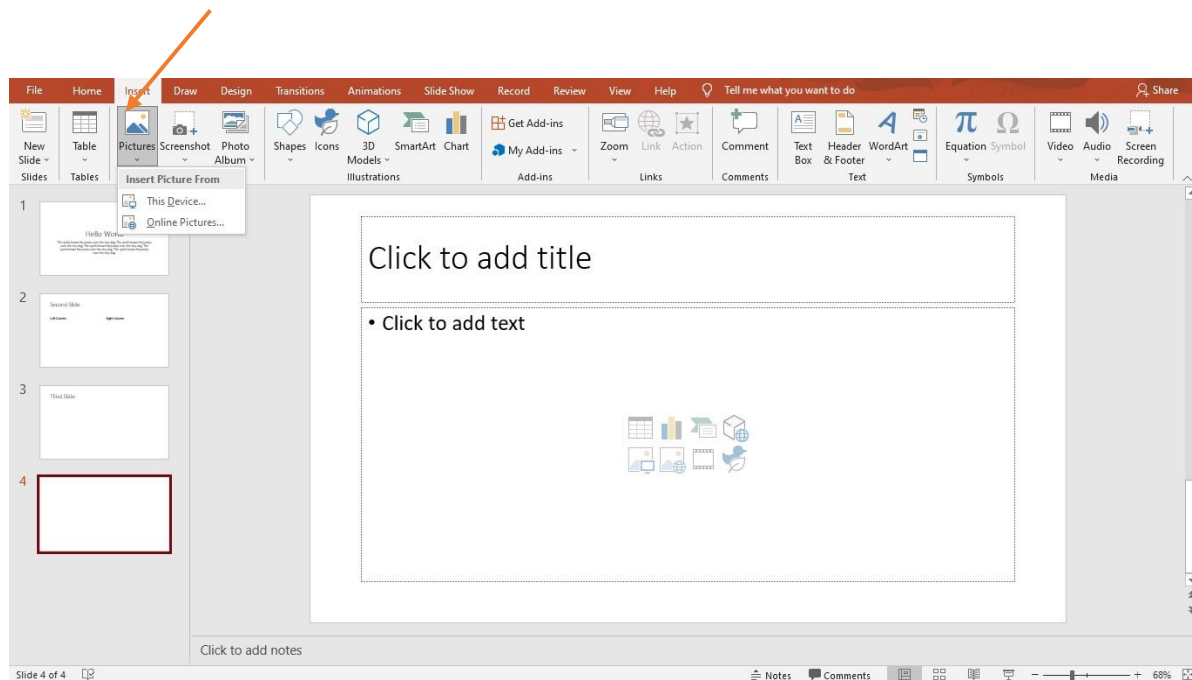 File Home Insert Draw Design Transitions Animations Slide Show Record Review View Help Tell me what you want to do Share
New Slide Table Pictures Screenshot Photo Album Shapes Icons 3D Models SmartArt Chart Get Add-ins My Add-ins Zoom Link Action Comment Text Box Header & Footer WordArt Equation Symbol Video Audio Screen Recording
Slides Tables Illustrations Add-ins Links Comments Text Symbols Media
Insert Picture From
This Device...
Online Pictures...
1
Hello
2
Second Slide
Left Column Right Column
3
Third Slide
4
Click to add title
• Click to add text
Click to add notes
Slide 4 of 4 Notes Comments 68%